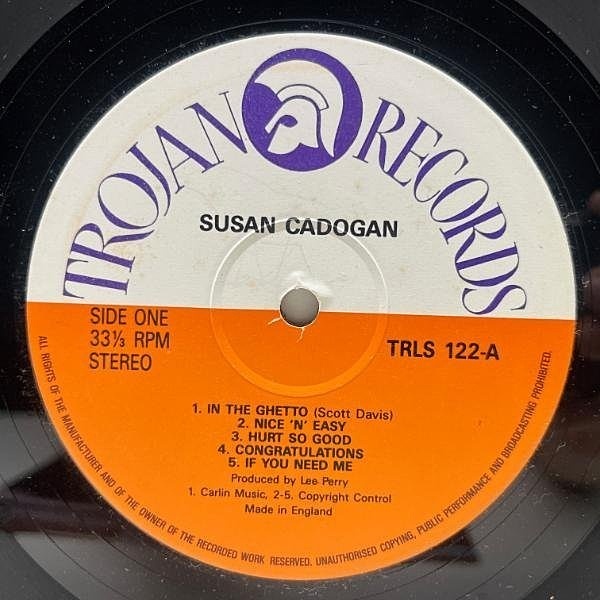 TROJAN RECORDS
SUSAN CADOGAN
SIDE ONE
33⅓ RPM
STEREO
TRLS 122-A
1. IN THE GHETTO (Scott Davis)
2. NICE 'N' EASY
3. HURT SO GOOD
4. CONGRATULATIONS
5. IF YOU NEED ME
Produced by Lee Perry
1. Carlin Music, 2-5. Copyright Control
Made in England
ALL RIGHTS OF THE MANUFACTURER AND OF THE OWNER OF THE RECORDED WORK RESERVED. UNAUTHORISED COPYING, PUBLIC PERFORMANCE AND BROADCASTING PROHIBITED.